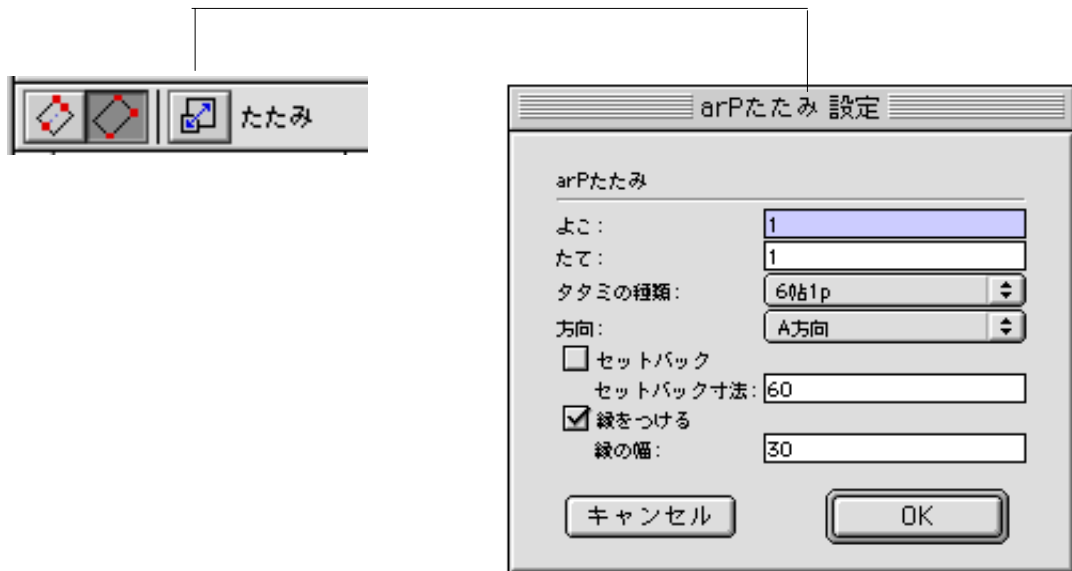 たたみ
arPたたみ 設定
arPたたみ
よこ: 1
たて: 1
タタミの種類: 6帖1p
方向: A方向
セットバック
セットバック寸法: 60
縁をつける
縁の幅: 30
キャンセル OK